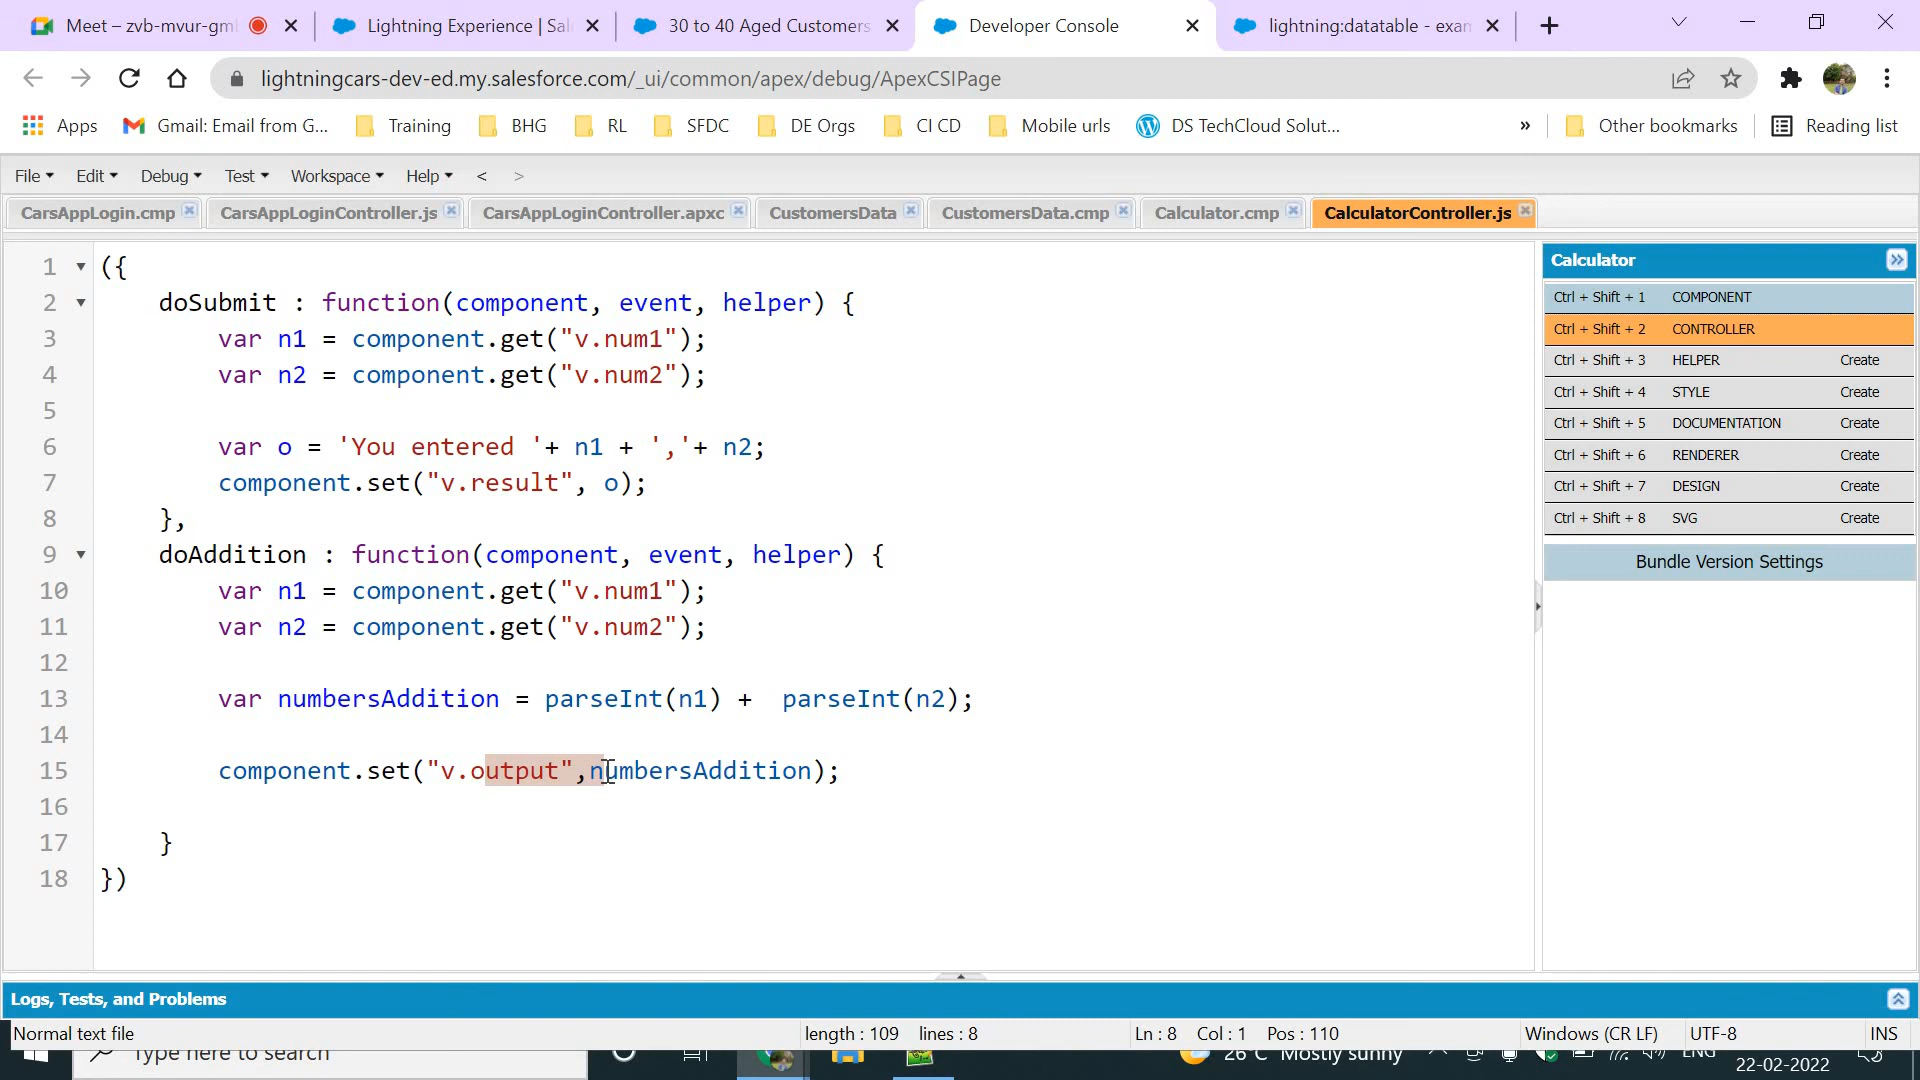 Meet – zvb-mvur-gml
Lightning Experience | Sal
30 to 40 Aged Customers
Developer Console
lightning:datatable - exam
lightningcars-dev-ed.my.salesforce.com/_ui/common/apex/debug/ApexCSIPage
Apps
Gmail: Email from G...
Training
BHG
RL
SFDC
DE Orgs
CI CD
Mobile urls
DS TechCloud Solut...
»
Other bookmarks
Reading list
File
Edit
Debug
Test
Workspace
Help
<
>
CarsAppLogin.cmp
CarsAppLoginController.js
CarsAppLoginController.apxc
CustomersData
CustomersData.cmp
Calculator.cmp
CalculatorController.js
1 ({
2 doSubmit : function(component, event, helper) {
3 var n1 = component.get("v.num1");
4 var n2 = component.get("v.num2");
5
6 var o = 'You entered '+ n1 + ','+ n2;
7 component.set("v.result", o);
8 },
9 doAddition : function(component, event, helper) {
10 var n1 = component.get("v.num1");
11 var n2 = component.get("v.num2");
12
13 var numbersAddition = parseInt(n1) +  parseInt(n2);
14
15 component.set("v.output",numbersAddition);
16
17 }
18 })
Calculator
Ctrl + Shift + 1 COMPONENT
Ctrl + Shift + 2 CONTROLLER
Ctrl + Shift + 3 HELPER Create
Ctrl + Shift + 4 STYLE Create
Ctrl + Shift + 5 DOCUMENTATION Create
Ctrl + Shift + 6 RENDERER Create
Ctrl + Shift + 7 DESIGN Create
Ctrl + Shift + 8 SVG Create
Bundle Version Settings
Logs, Tests, and Problems
Normal text file
length : 109 lines : 8
Ln : 8 Col : 1 Pos : 110
Windows (CR LF)
UTF-8
INS
Type here to search
26°C Mostly sunny
ENG
22-02-2022